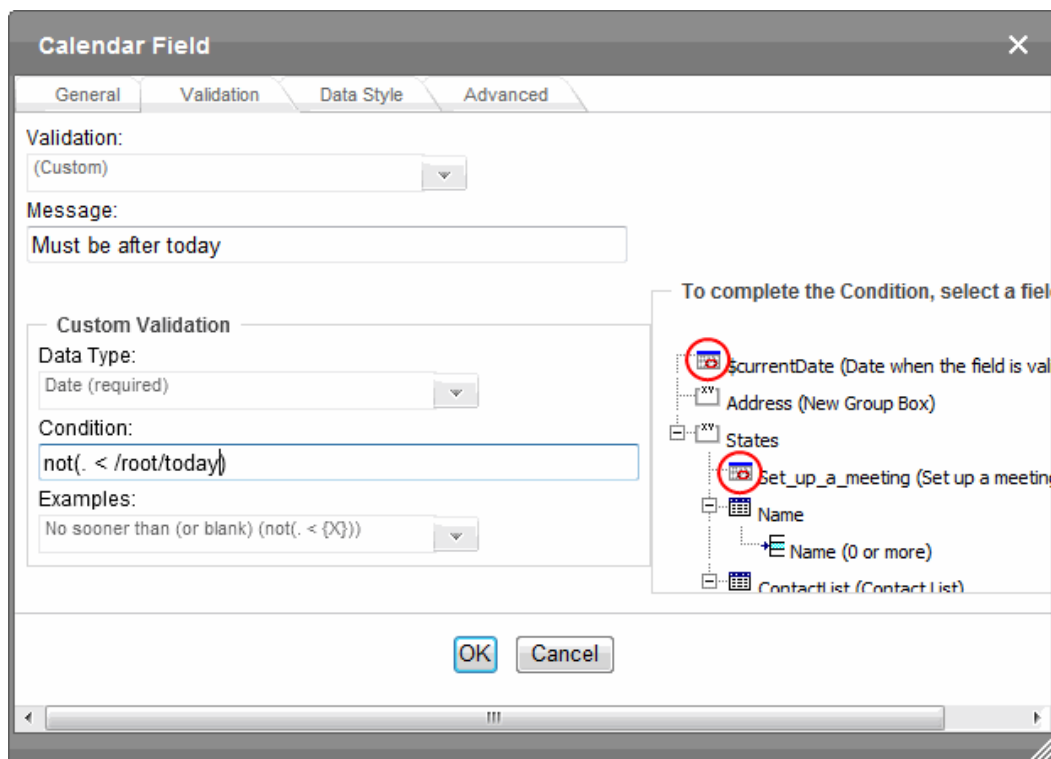 Calendar Field
General Validation Data Style Advanced
Validation:
(Custom)
Message:
Must be after today
Custom Validation
Data Type:
Date (required)
Condition:
not(. < /root/today)
Examples:
No sooner than (or blank) (not(. < {X}))
To complete the Condition, select a fiel
$currentDate (Date when the field is val
Address (New Group Box)
States
Set_up_a_meeting (Set up a meeting
Name
Name (0 or more)
ContactList (Contact List)
OK Cancel